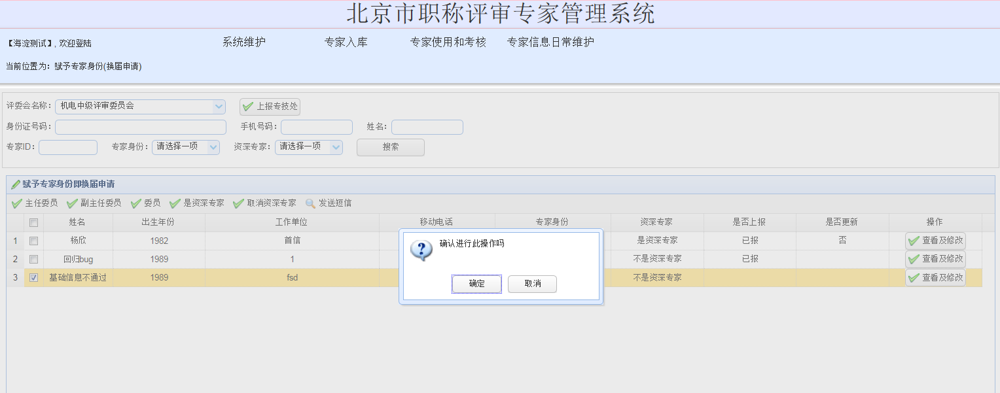 北京市职称评审专家管理系统
【海淀测试】, 欢迎登陆 系统维护 专家入库 专家使用和考核 专家信息日常维护
当前位置为：赋予专家身份(换届申请)
评委会名称： 机电中级评审委员会 上报专技处
身份证号码： 手机号码： 姓名：
专家ID： 专家身份： 请选择一项 资深专家： 请选择一项 搜索
赋予专家身份即换届申请
主任委员 副主任委员 委员 是资深专家 取消资深专家 发送短信
姓名 出生年份 工作单位 移动电话 专家身份 资深专家 是否上报 是否更新 操作
1 杨欣 1982 首信 是资深专家 已报 否 查看及修改
2 回归bug 1989 1 不是资深专家 已报 查看及修改
3 基础信息不通过 1989 fsd 不是资深专家 查看及修改
确认进行此操作吗
确定 取消